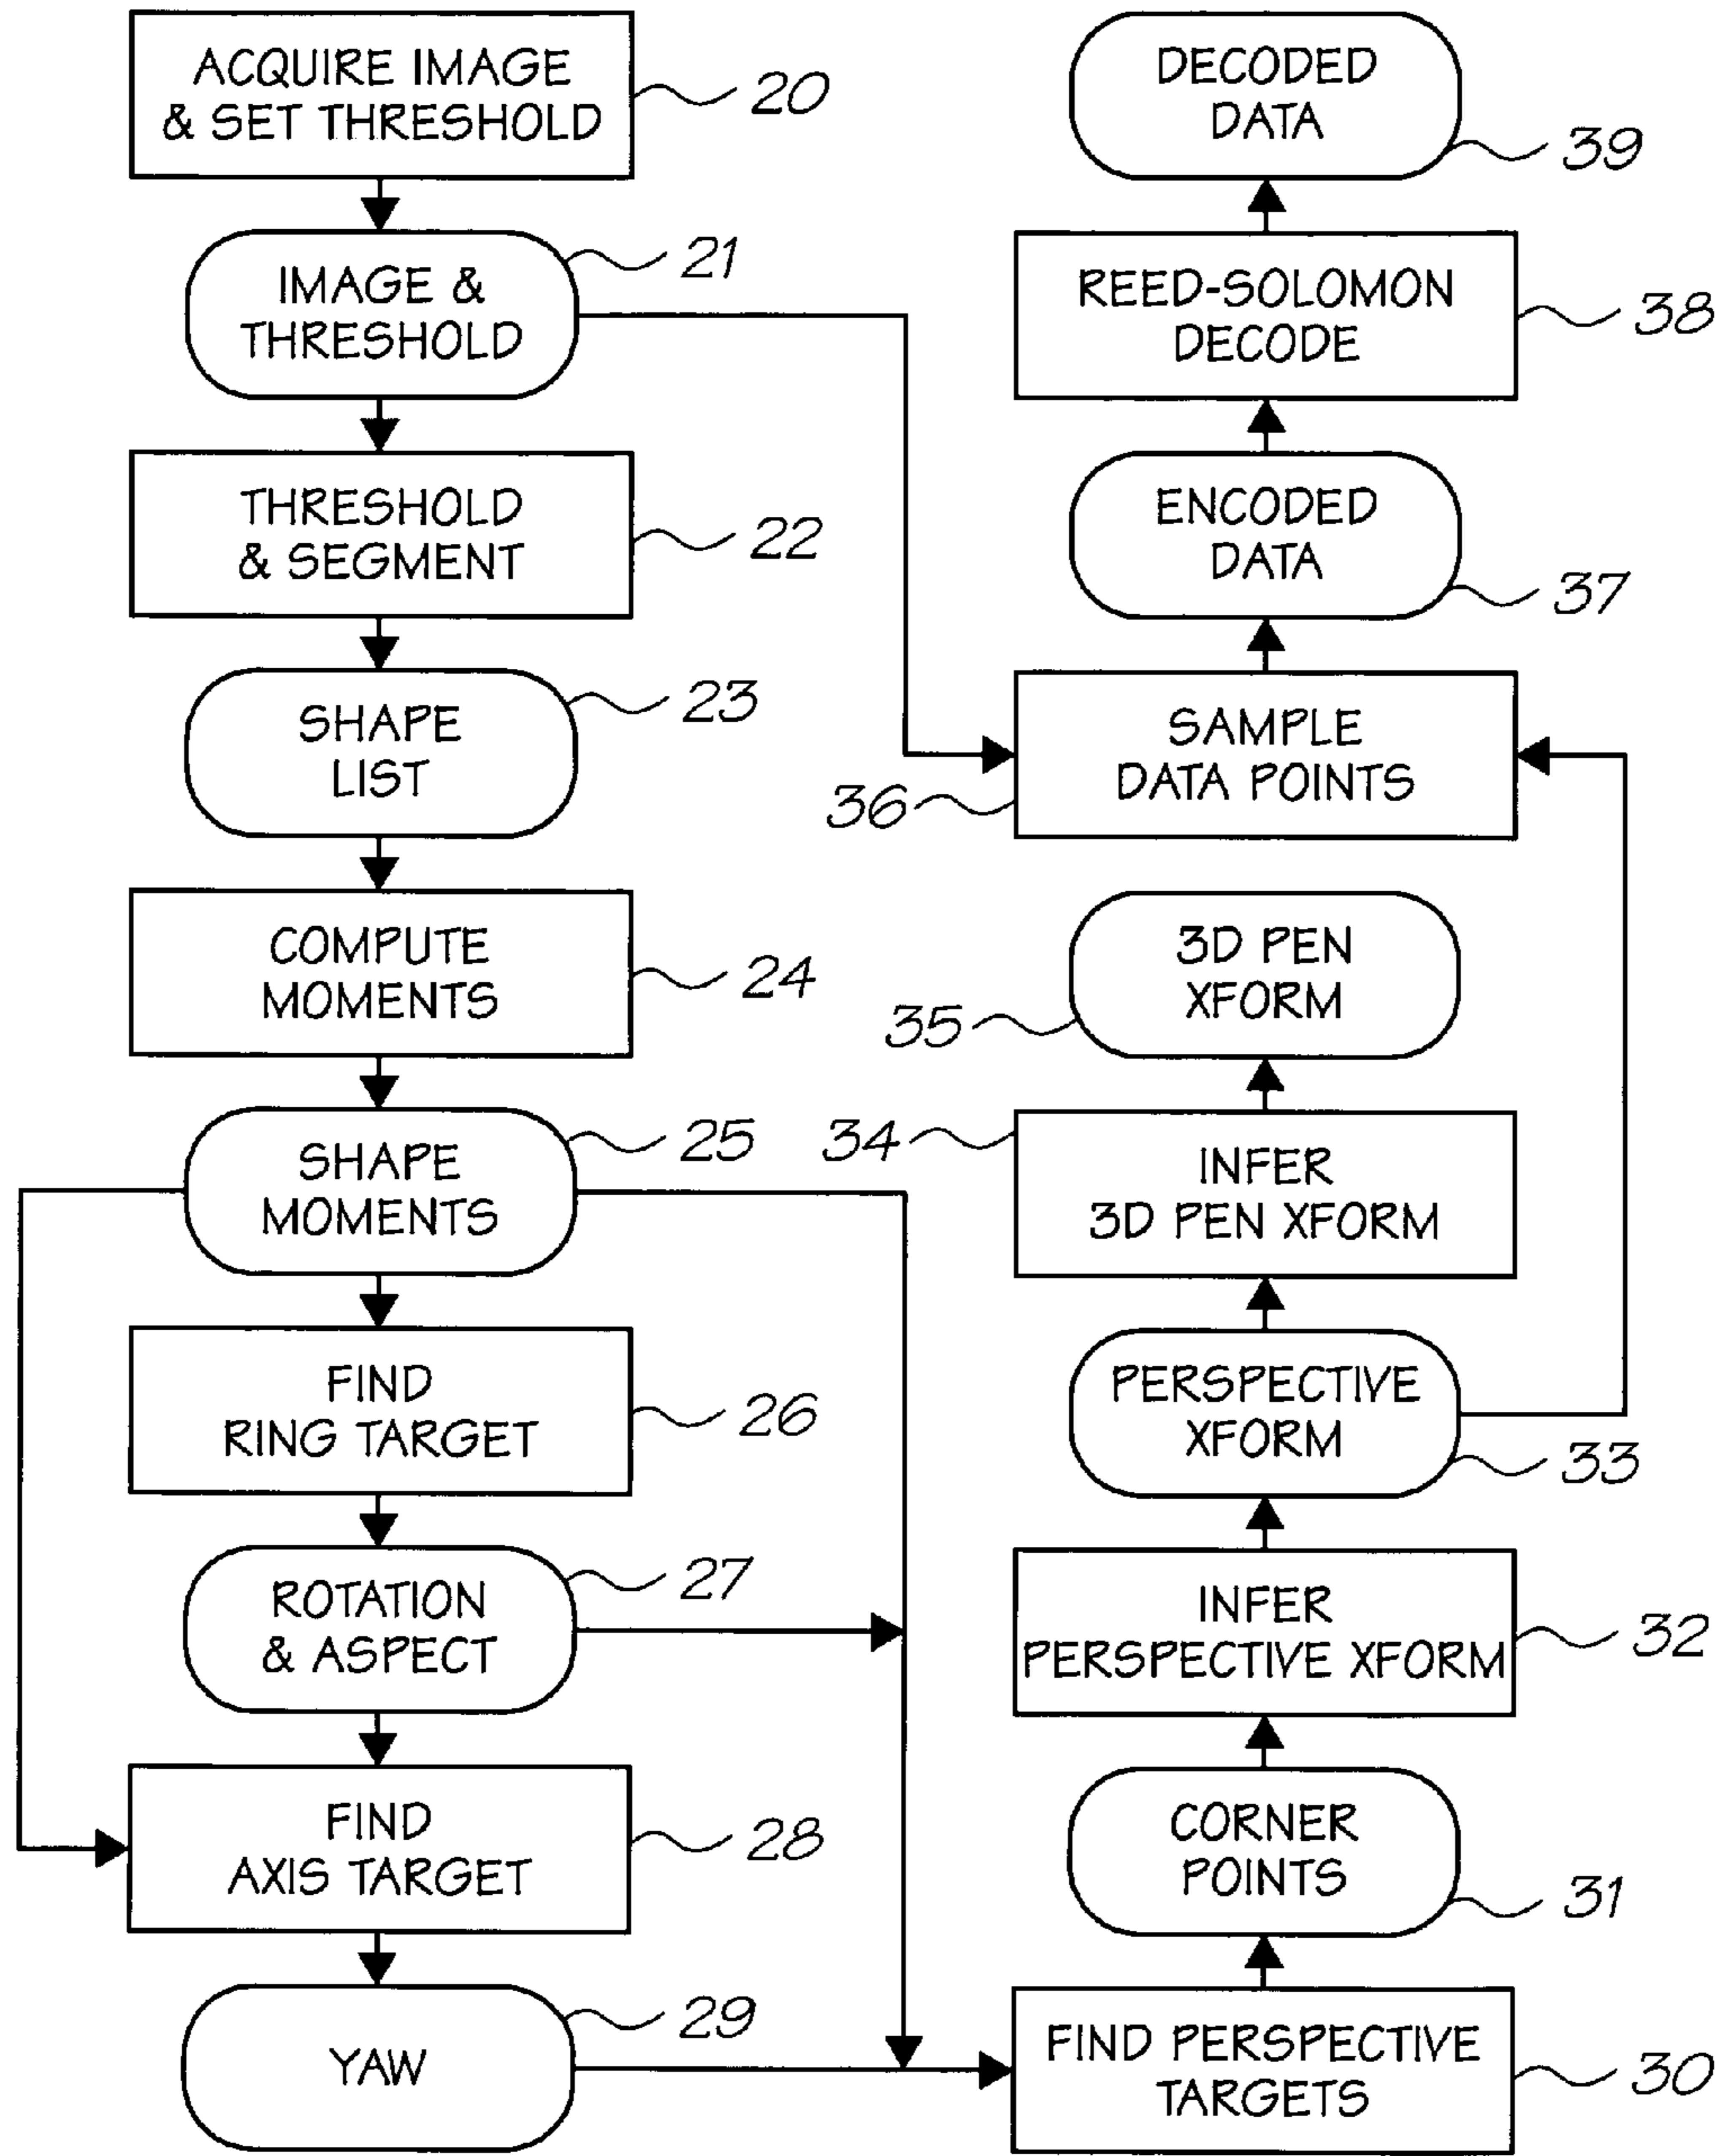 ACQUIRE IMAGE
& SET THRESHOLD
20
IMAGE &
THRESHOLD
21
THRESHOLD
& SEGMENT
22
SHAPE
LIST
23
COMPUTE
MOMENTS
24
SHAPE
MOMENTS
25
FIND
RING TARGET
26
ROTATION
& ASPECT
27
FIND
AXIS TARGET
28
YAW
29
DECODED
DATA
39
REED-SOLOMON
DECODE
38
ENCODED
DATA
37
SAMPLE
DATA POINTS
36
3D PEN
XFORM
35
INFER
3D PEN XFORM
34
PERSPECTIVE
XFORM
33
INFER
PERSPECTIVE XFORM
32
CORNER
POINTS
31
FIND PERSPECTIVE
TARGETS
30